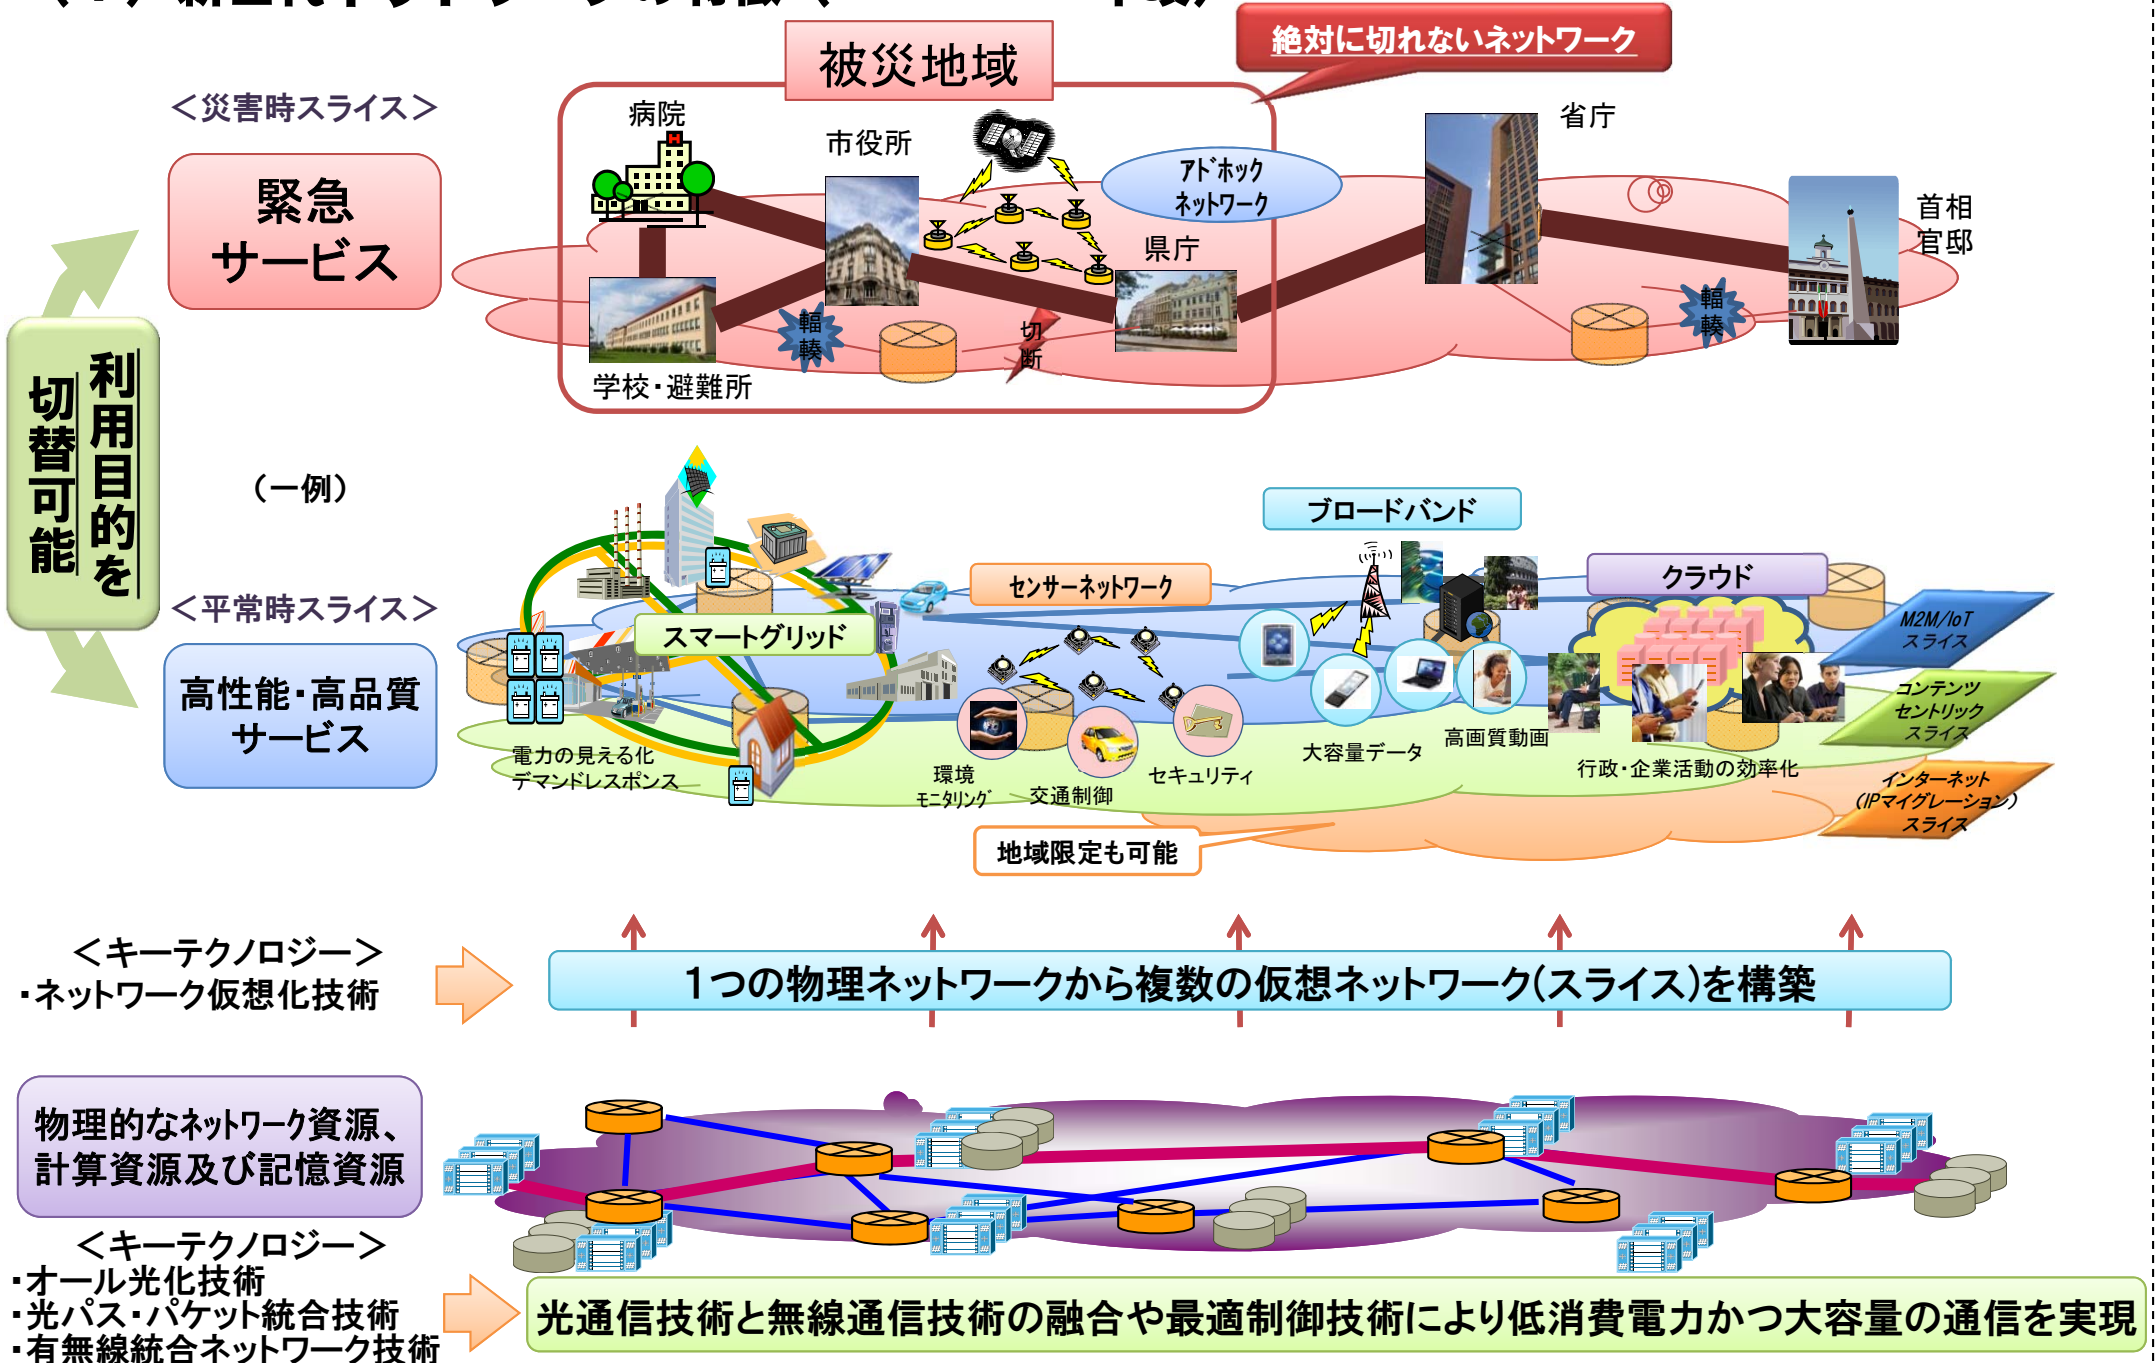 絶対に切れないネットワーク
被災地域
＜災害時スライス＞
病院
市役所
省庁
アドホック
ネットワーク
緊急
サービス
首相
官邸
県庁
輻
輳
切
断
輻
輳
学校・避難所
利用目的を
切替可能
（一例）
ブロードバンド
センサーネットワーク
クラウド
＜平常時スライス＞
スマートグリッド
M2M/IoT
スライス
高性能・高品質
サービス
コンテンツ
セントリック
スライス
電力の見える化
デマンドレスポンス
環境
モニタリング
交通制御
セキュリティ
大容量データ
高画質動画
行政・企業活動の効率化
インターネット
（IPマイグレーション）
スライス
地域限定も可能
＜キーテクノロジー＞
・ネットワーク仮想化技術
1つの物理ネットワークから複数の仮想ネットワーク(スライス)を構築
物理的なネットワーク資源、
計算資源及び記憶資源
＜キーテクノロジー＞
・オール光化技術
・光パス・パケット統合技術
・有無線統合ネットワーク技術
光通信技術と無線通信技術の融合や最適制御技術により低消費電力かつ大容量の通信を実現